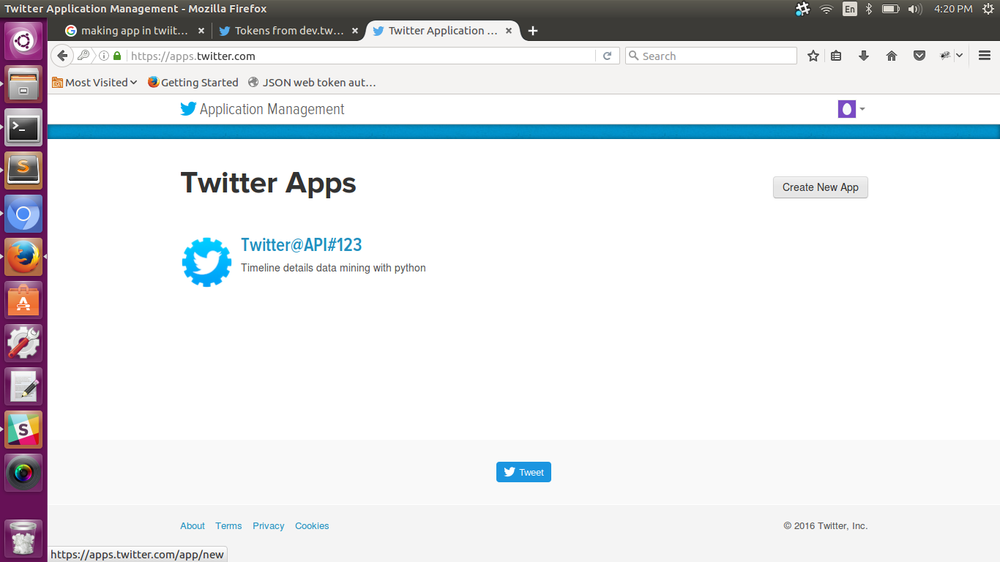 Twitter Application Management - Mozilla Firefox
En
4:20 PM
making app in twiit...
Tokens from dev.tw...
Twitter Application ...
https://apps.twitter.com
Search
Most Visited
Getting Started
JSON web token aut...
Application Management
Twitter Apps
Create New App
Twitter@API#123
Timeline details data mining with python
Tweet
About Terms Privacy Cookies
© 2016 Twitter, Inc.
https://apps.twitter.com/app/new